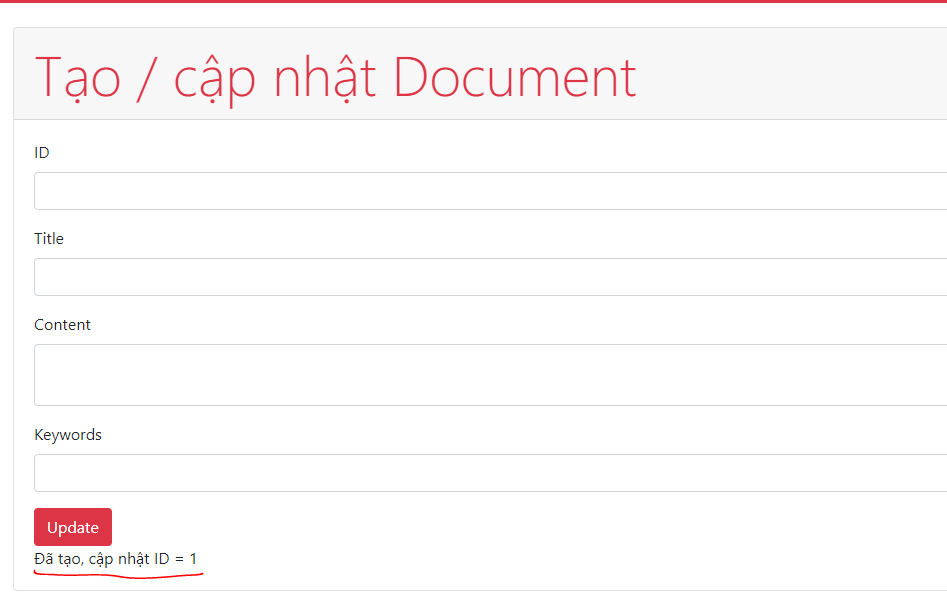 Tạo / cập nhật Document
ID
Title
Content
Keywords
Update
Đã tạo, cập nhật ID = 1